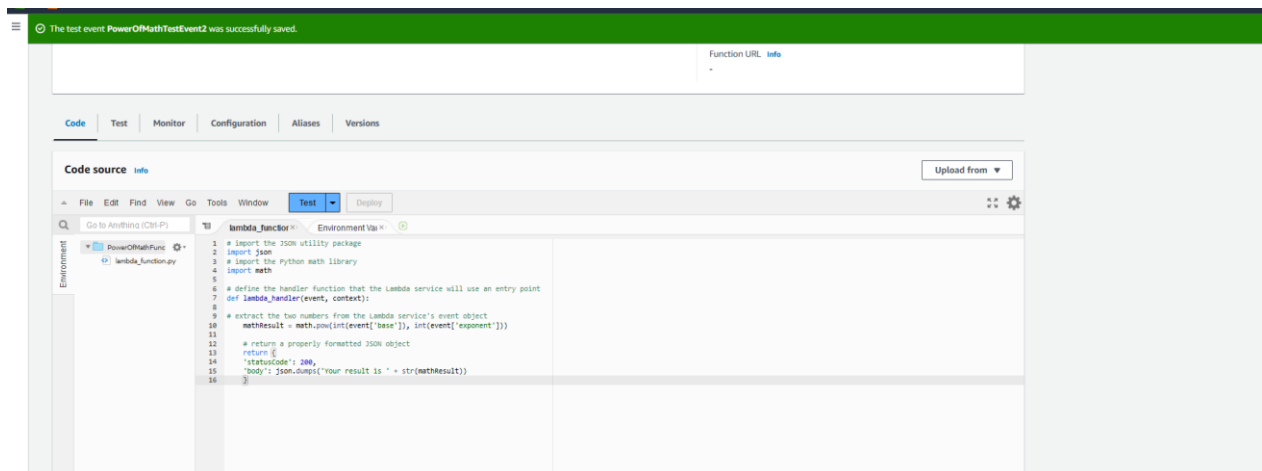 The test event PowerOfMathTestEvent2 was successfully saved.
Function URL Info
-
Code Test Monitor Configuration Aliases Versions
Code source Info
Upload from
File Edit Find View Go Tools Window Test Deploy
Go to Anything (Ctrl-P)
lambda_function
Environment Var
Environment
PowerOfMathFunc
lambda_function.py
1 # import the JSON utility package
2 import json
3 # import the Python math library
4 import math
5
6 # define the handler function that the Lambda service will use an entry point
7 def lambda_handler(event, context):
8
9 # extract the two numbers from the Lambda service's event object
10 mathResult = math.pow(int(event['base']), int(event['exponent']))
11
12 # return a properly formatted JSON object
13 return {
14 'statusCode': 200,
15 'body': json.dumps('Your result is ' + str(mathResult))
16 }